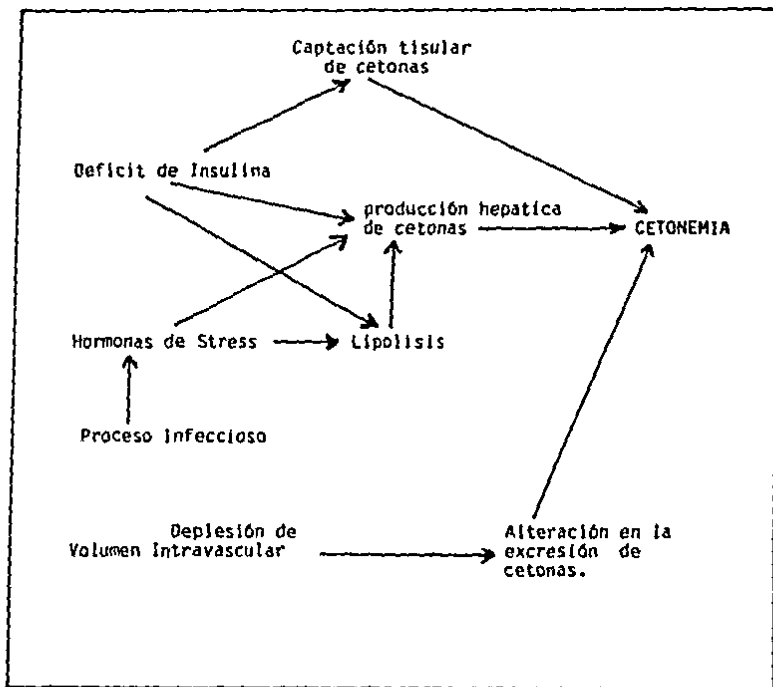 Captación tisular
de cetonas
Deficit de Insulina
producción hepatica
de cetonas
CETONEMIA
Hormonas de Stress
Lipolisis
Proceso Infeccioso
Deplesión de
Volumen Intravascular
Alteración en la
excresión de
cetonas.